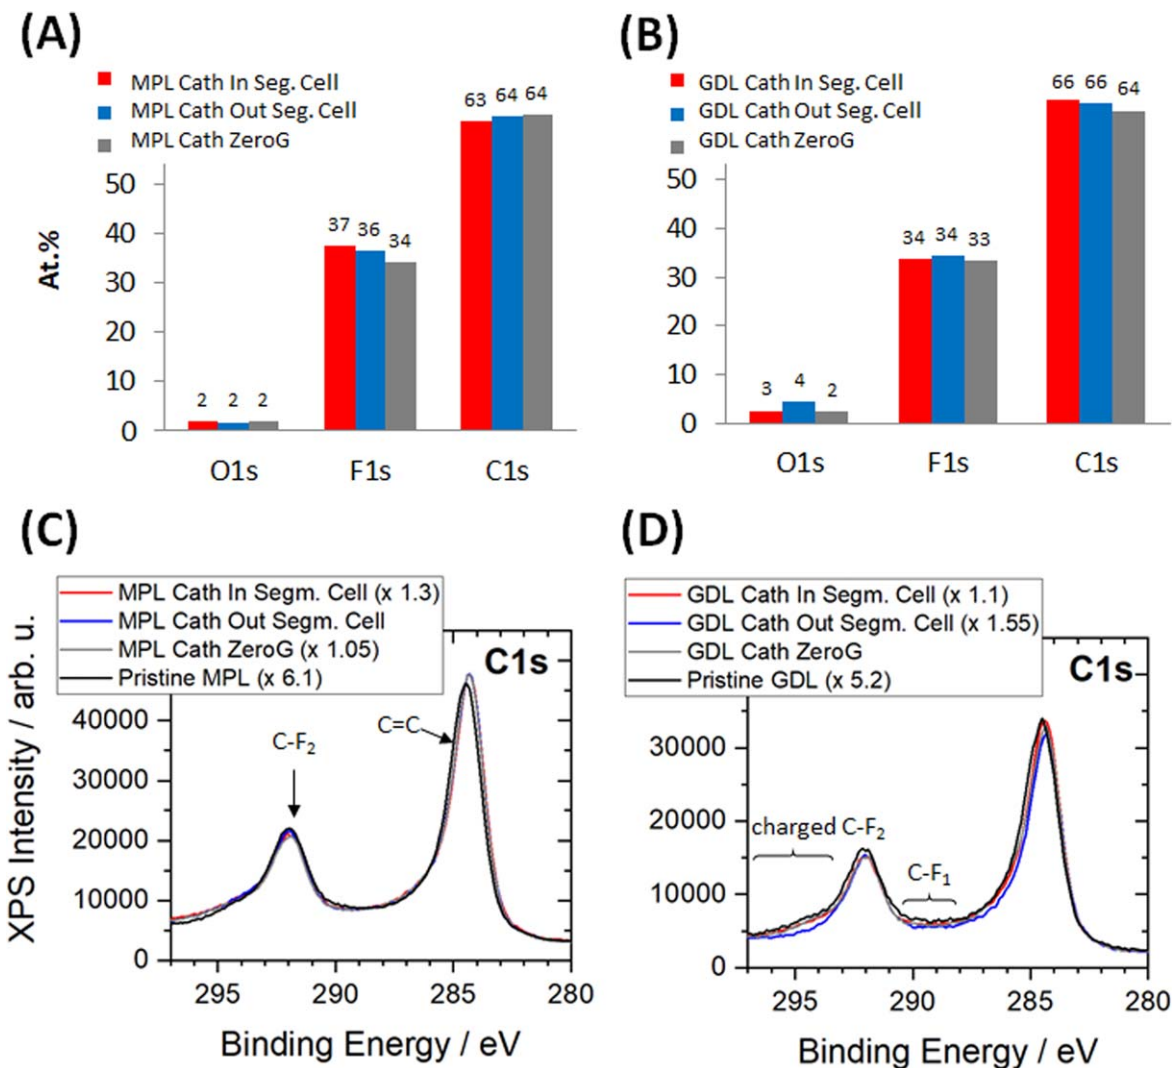 (A)
MPL Cath In Seg. Cell
MPL Cath Out Seg. Cell
MPL Cath ZeroG
63 64 64
50
40
30
20
10
0
At.%
37 36 34
2 2 2
O1s F1s C1s
(B)
GDL Cath In Seg. Cell
GDL Cath Out Seg. Cell
GDL Cath ZeroG
66 66 64
50
40
30
20
10
0
34 34 33
3 4 2
O1s F1s C1s
(C)
MPL Cath In Segm. Cell (x 1.3)
MPL Cath Out Segm. Cell
MPL Cath ZeroG (x 1.05)
Pristine MPL (x 6.1)
C1s
C=C
C-F2
40000
30000
20000
10000
0
XPS Intensity / arb. u.
295 290 285 280
Binding Energy / eV
(D)
GDL Cath In Segm. Cell (x 1.1)
GDL Cath Out Segm. Cell (x 1.55)
GDL Cath ZeroG
Pristine GDL (x 5.2)
C1s
30000
20000
10000
0
charged C-F2
C-F1
295 290 285 280
Binding Energy / eV